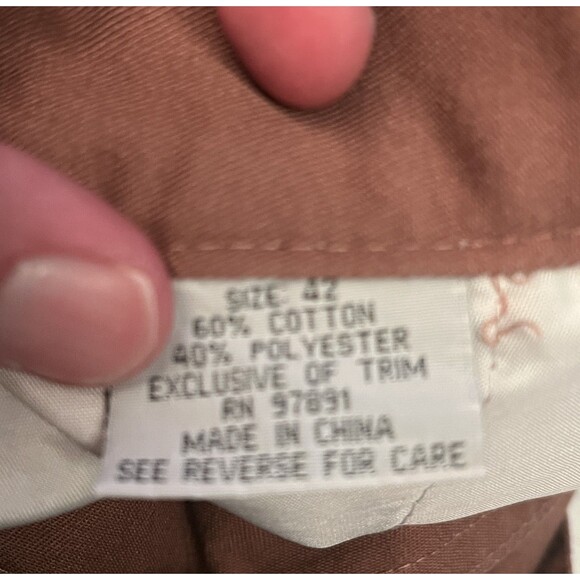 SIZE: 42
60% COTTON
40% POLYESTER
EXCLUSIVE OF TRIM
RN 97891
MADE IN CHINA
SEE REVERSE FOR CARE